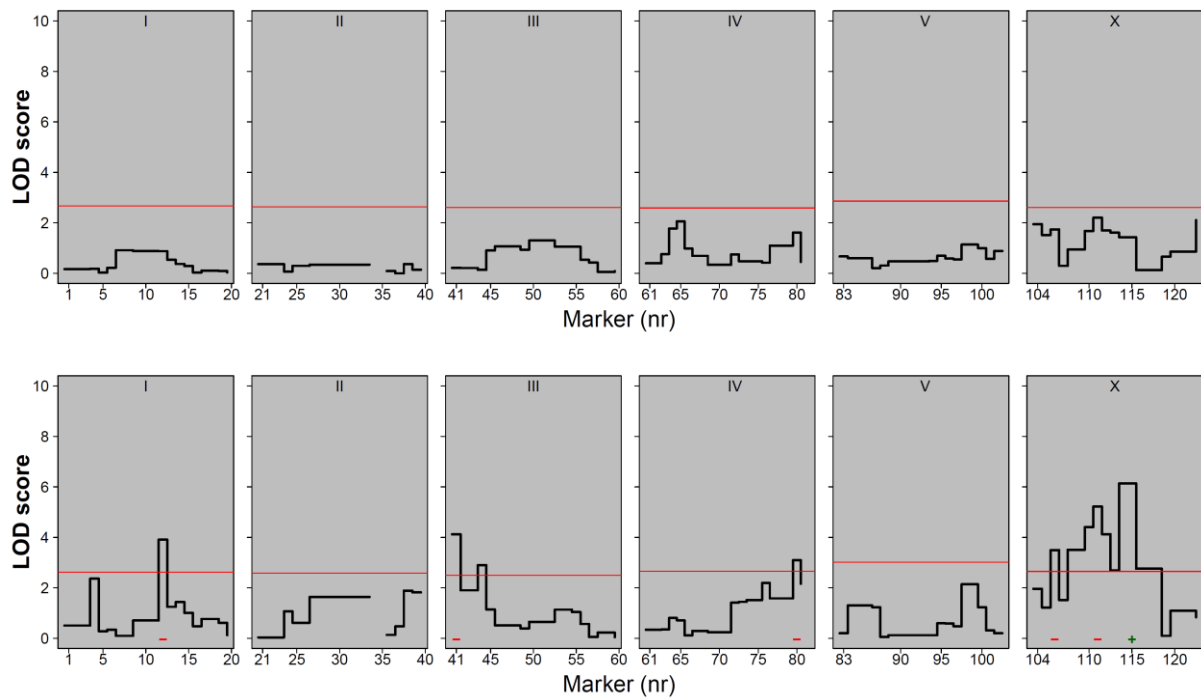 I II III IV V X
10
8
6
4
2
0
LOD score
1 5 10 15 20 21 25 30 35 40 41 45 50 55 60 61 65 70 75 80 83 90 95 100 104 110 115 120
Marker (nr)
I II III IV V X
10
8
6
4
2
0
LOD score
- - - - - +
1 5 10 15 20 21 25 30 35 40 41 45 50 55 60 61 65 70 75 80 83 90 95 100 104 110 115 120
Marker (nr)